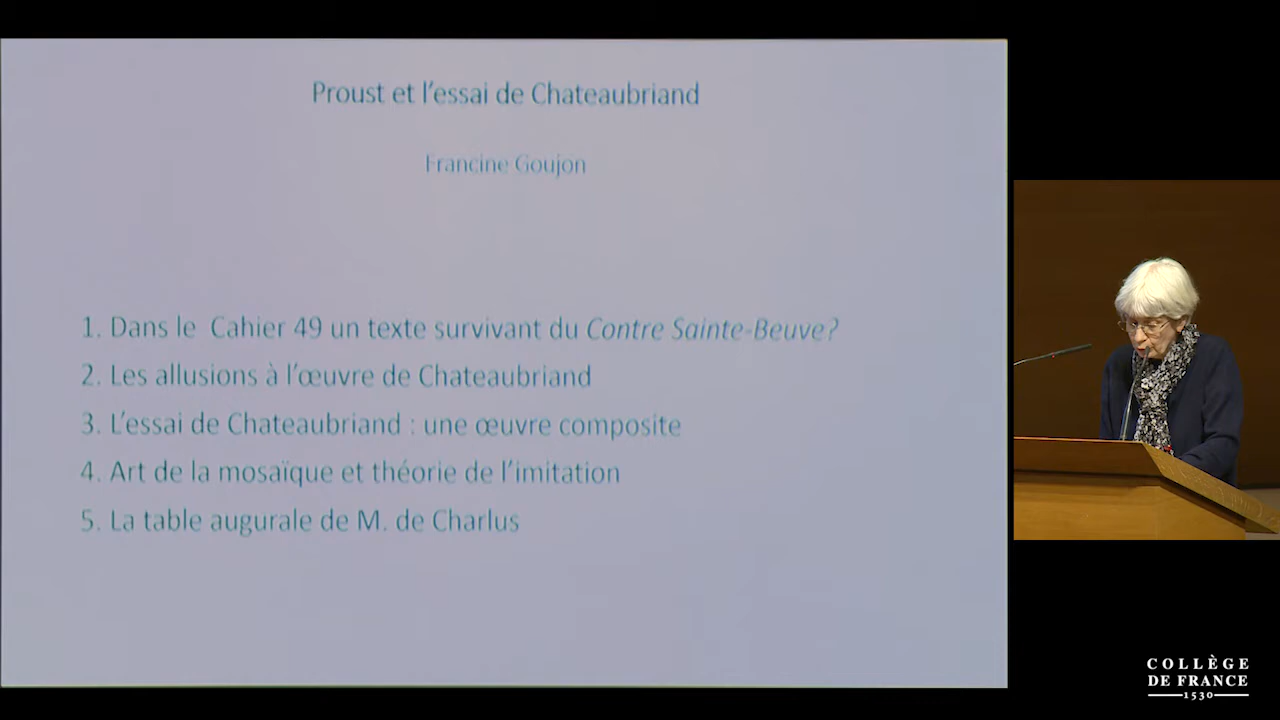 Proust et l'essai de Chateaubriand
Francine Goujon
1. Dans le Cahier 49 un texte survivant du Contre Sainte-Beuve?
2. Les allusions à l'œuvre de Chateaubriand
3. L'essai de Chateaubriand : une œuvre composite
4. Art de la mosaïque et théorie de l'imitation
5. La table augurale de M. de Charlus
COLLÈGE
DE FRANCE
1530